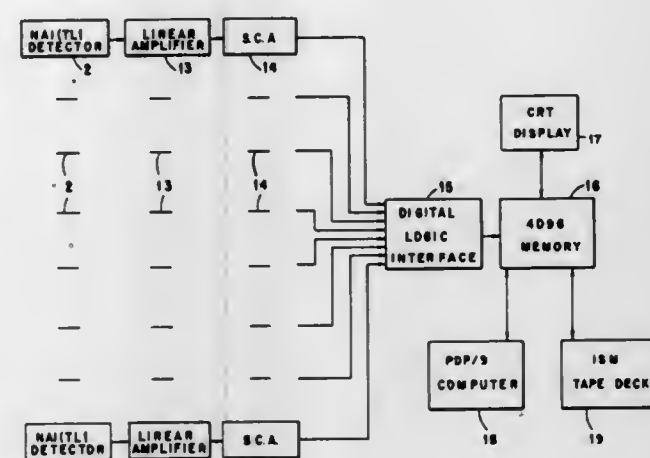 NAI(TL)
DETECTOR
LINEAR
AMPLIFIER
S.C.A
2
13
14
2
13
14
CRT
DISPLAY
17
15
DIGITAL
LOGIC
INTERFACE
16
4096
MEMORY
PDP/9
COMPUTER
18
ISM
TAPE DECK
19
NAI(TL)
DETECTOR
LINEAR
AMPLIFIER
S.C.A.